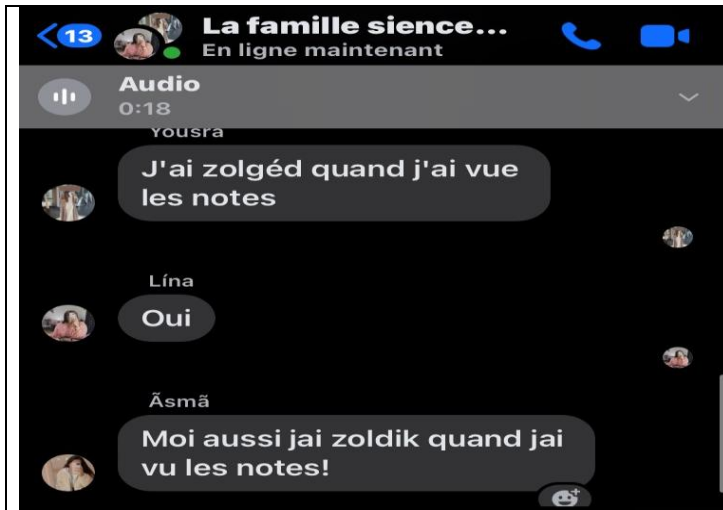 13
La famille sience...
En ligne maintenant
Audio
0:18
Yousra
J'ai zolgéd quand j'ai vue
les notes
Lína
Oui
Ãsmã
Moi aussi jai zoldik quand jai
vu les notes!